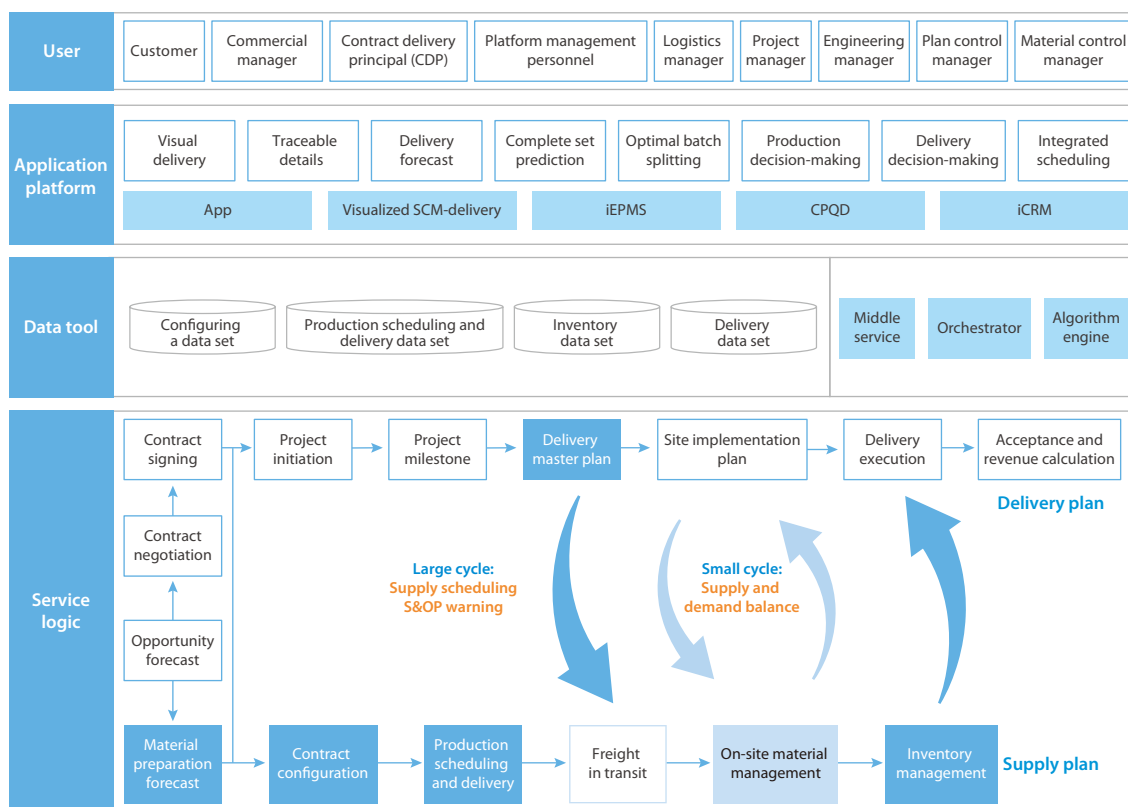 User
Customer
Commercial
manager
Contract delivery
principal (CDP)
Platform management
personnel
Logistics
manager
Project
manager
Engineering
manager
Plan control
manager
Material control
manager
Application
platform
Visual
delivery
Traceable
details
Delivery
forecast
Complete set
prediction
Optimal batch
splitting
Production
decision-making
Delivery
decision-making
Integrated
scheduling
App
Visualized SCM-delivery
iEPMS
CPQD
iCRM
Data tool
Configuring
a data set
Production scheduling and
delivery data set
Inventory
data set
Delivery
data set
Middle
service
Orchestrator
Algorithm
engine
Service
logic
Contract
signing
Project
initiation
Project
milestone
Delivery
master plan
Site implementation
plan
Delivery
execution
Acceptance and
revenue calculation
Delivery plan
Contract
negotiation
Large cycle:
Supply scheduling
S&OP warning
Small cycle:
Supply and
demand balance
Opportunity
forecast
Material
preparation
forecast
Contract
configuration
Production
scheduling
and delivery
Freight
in transit
On-site material
management
Inventory
management
Supply plan